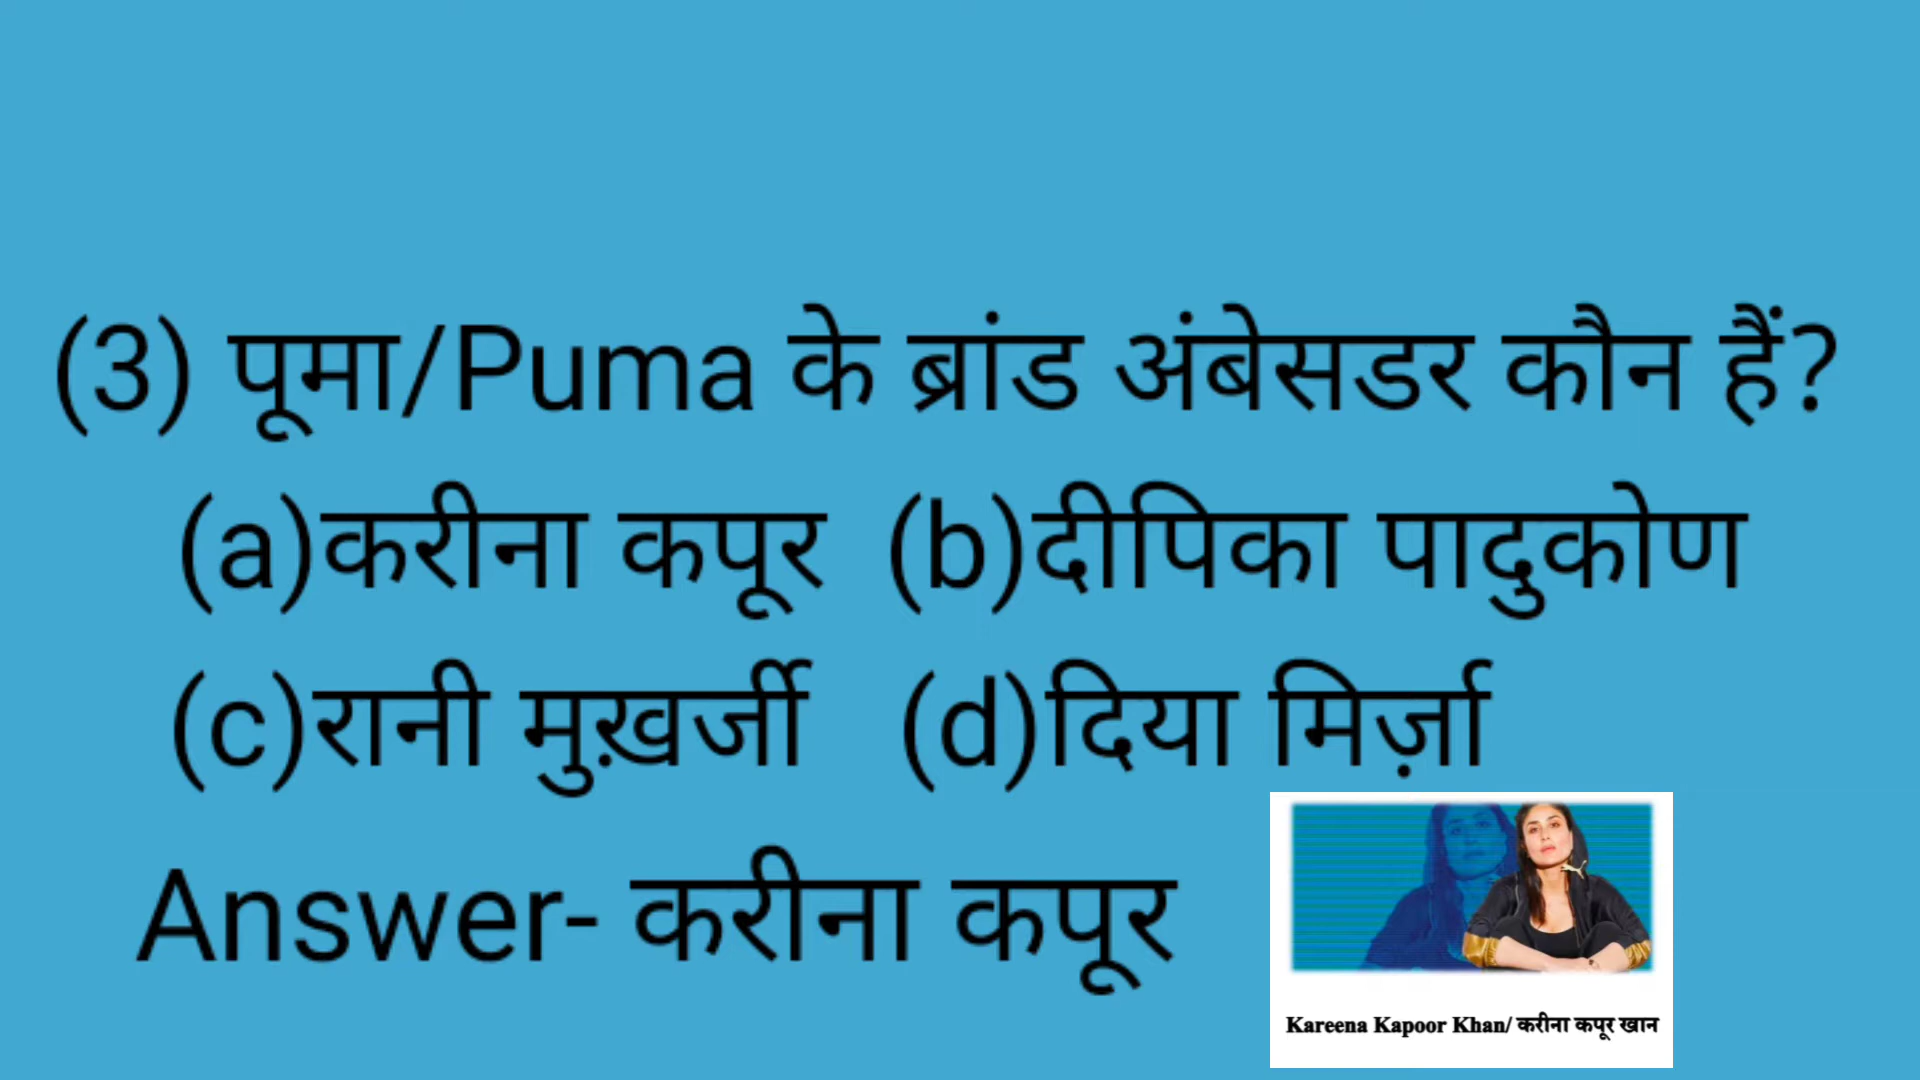 (3) पूमा/Puma के ब्रांड अंबेसडर कौन हैं?
(a)करीना कपूर (b)दीपिका पादुकोण
(c)रानी मुख़र्जी (d)दिया मिर्ज़ा
Answer- करीना कपूर
Kareena Kapoor Khan/ करीना कपूर खान